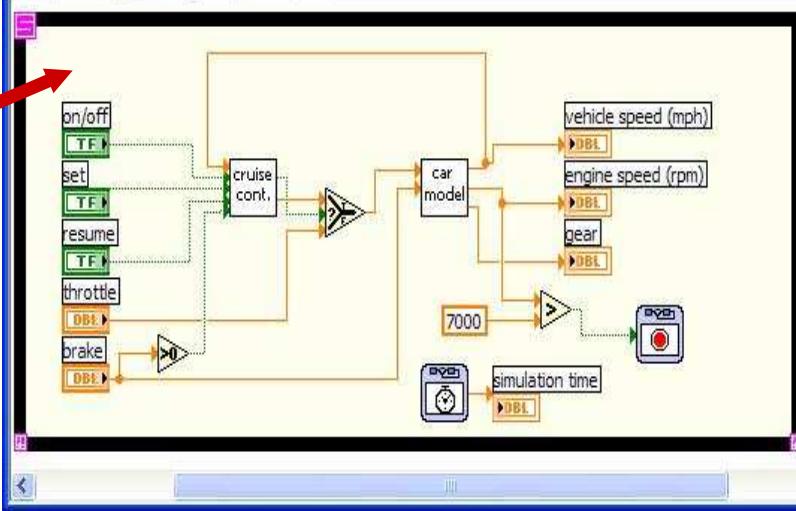 on/off
TF
set
TF
resume
TF
throttle
DBL
brake
DBL
>0
cruise
cont.
?
F
car
model
vehicle speed (mph)
DBL
engine speed (rpm)
DBL
gear
DBL
7000
>
simulation time
DBL